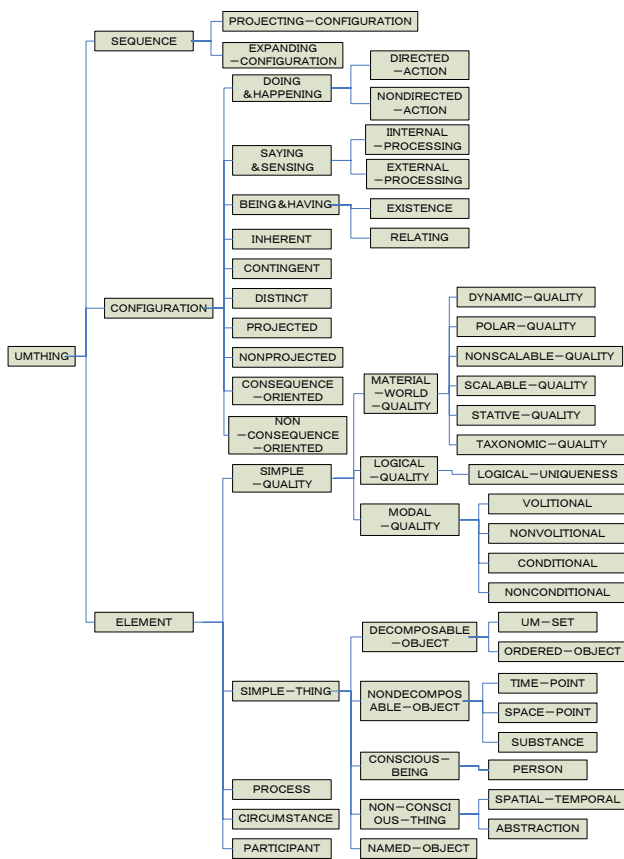 PROJECTING-CONFIGURATION
SEQUENCE
EXPANDING
-CONFIGURATION
DOING
&HAPPENING
DIRECTED
-ACTION
NONDIRECTED
-ACTION
SAYING
&SENSING
IINTERNAL
-PROCESSING
EXTERNAL
-PROCESSING
BEING&HAVING
EXISTENCE
RELATING
INHERENT
CONTINGENT
DISTINCT
CONFIGURATION
PROJECTED
NONPROJECTED
CONSEQUENCE
-ORIENTED
NON
-CONSEQUENCE
-ORIENTED
UMTHING
DYNAMIC-QUALITY
POLAR-QUALITY
NONSCALABLE-QUALITY
MATERIAL
-WORLD
-QUALITY
SCALABLE-QUALITY
STATIVE-QUALITY
TAXONOMIC-QUALITY
SIMPLE
-QUALITY
LOGICAL
-QUALITY
LOGICAL-UNIQUENESS
MODAL
-QUALITY
VOLITIONAL
NONVOLITIONAL
CONDITIONAL
NONCONDITIONAL
ELEMENT
DECOMPOSABLE
-OBJECT
UM-SET
ORDERED-OBJECT
SIMPLE-THING
NONDECOMPOS
ABLE-OBJECT
TIME-POINT
SPACE-POINT
SUBSTANCE
CONSCIOUS-
BEING
PERSON
PROCESS
NON-CONSCI
OUS-THING
SPATIAL-TEMPORAL
ABSTRACTION
CIRCUMSTANCE
PARTICIPANT
NAMED-OBJECT